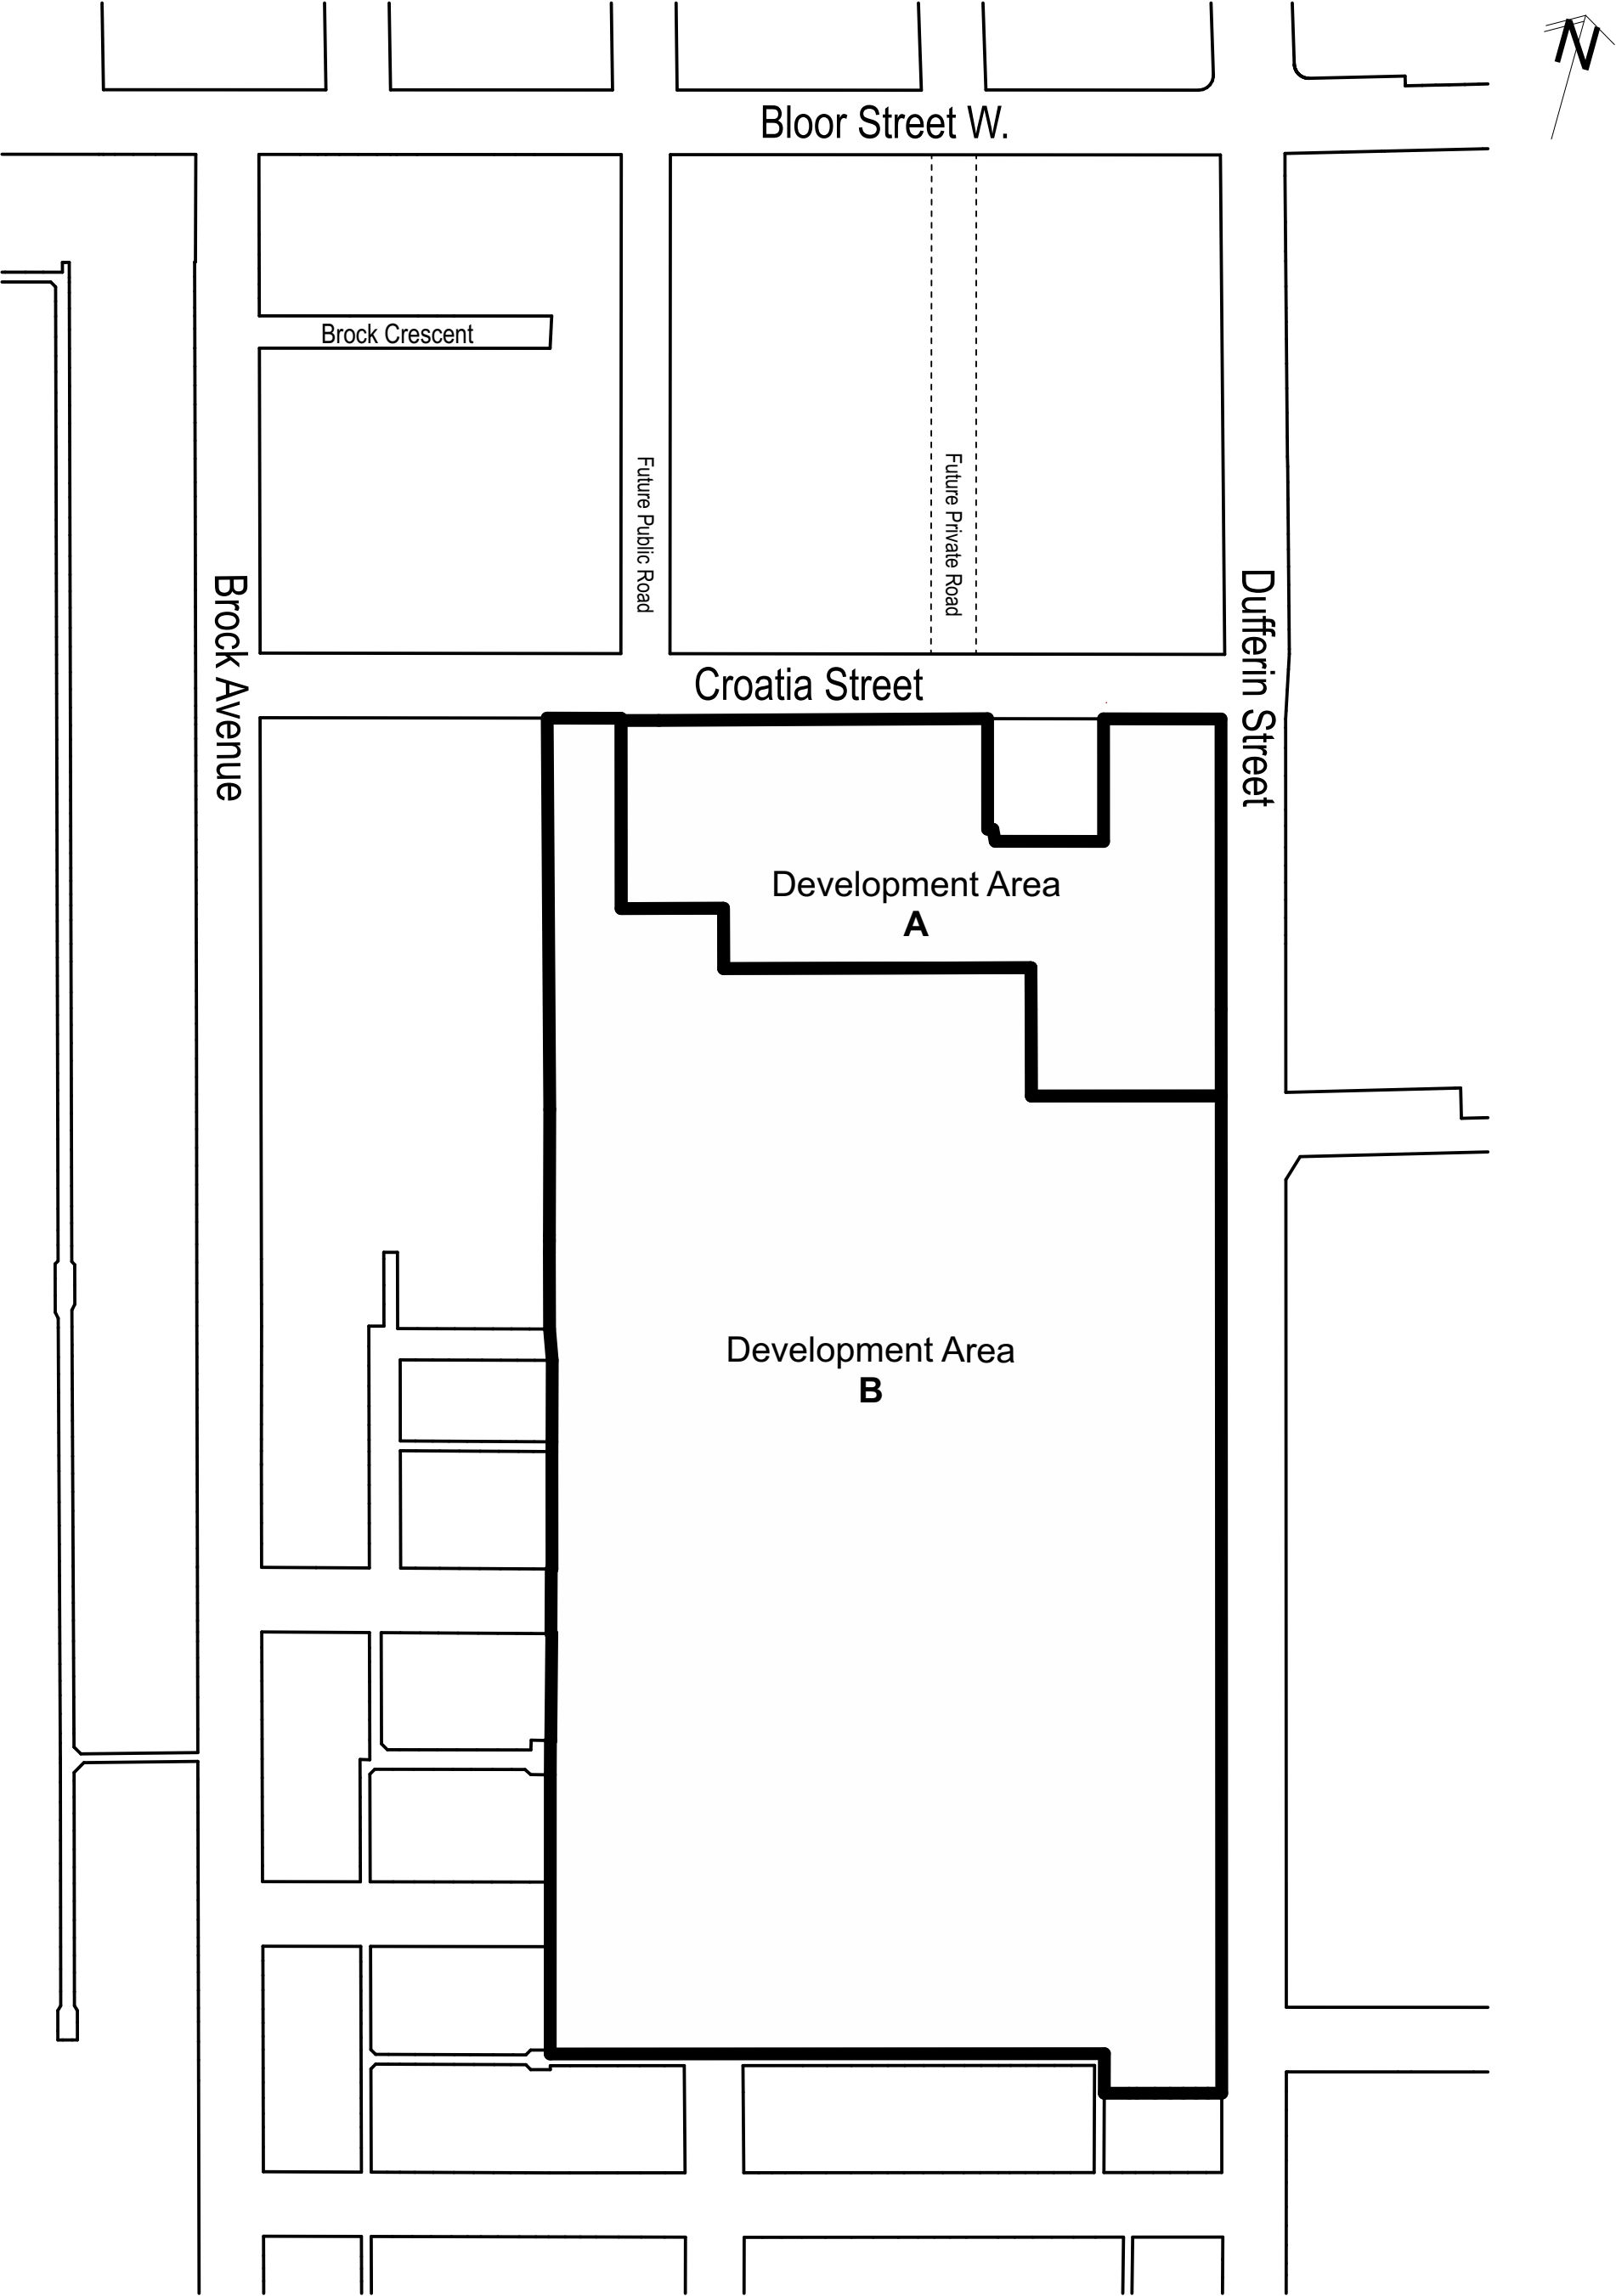 N
Bloor Street W.
Brock Crescent
Future Public Road
Future Private Road
Brock Avenue
Dufferin Street
Croatia Street
Development Area
A
Development Area
B